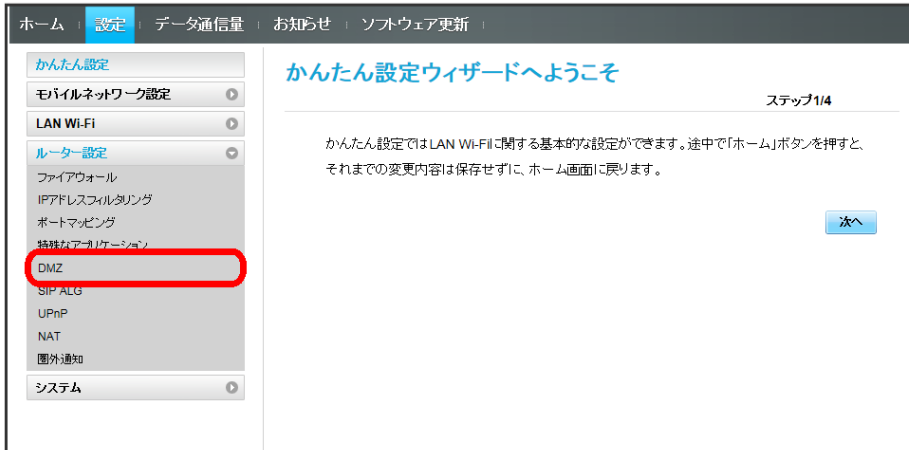 ホーム 設定 データ通信量 お知らせ ソフトウェア更新
かんたん設定
モバイルネットワーク設定
LAN Wi-Fi
ルーター設定
ファイアウォール
IPアドレスフィルタリング
ポートマッピング
特殊なアプリケーション
DMZ
SIP ALG
UPnP
NAT
圏外通知
システム
かんたん設定ウィザードへようこそ
ステップ1/4
かんたん設定ではLAN Wi-Fiに関する基本的な設定ができます。途中で「ホーム」ボタンを押すと、
それまでの変更内容は保存せずに、ホーム画面に戻ります。
次へ